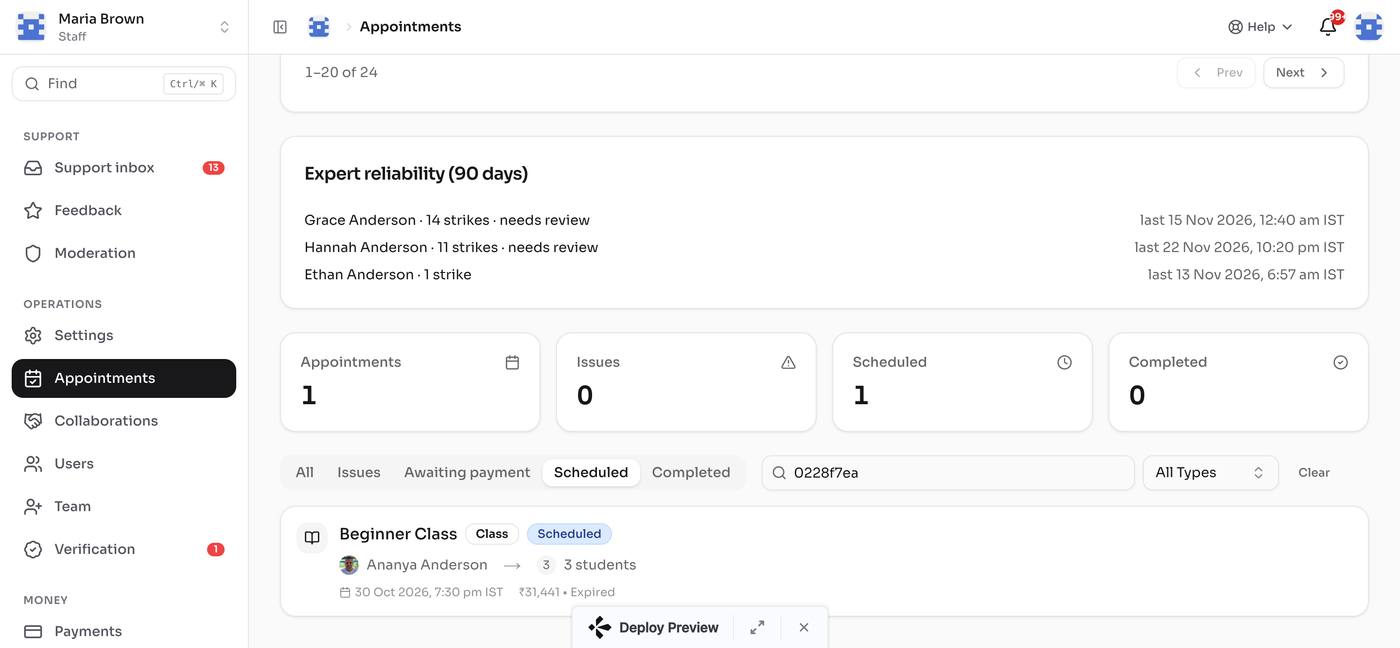 Maria Brown
Staff
Appointments
Help
99+
Find
Ctrl/⌘ K
SUPPORT
Support inbox
13
Feedback
Moderation
OPERATIONS
Settings
Appointments
Collaborations
Users
Team
Verification
1
MONEY
Payments
1–20 of 24
Prev
Next
Expert reliability (90 days)
Grace Anderson · 14 strikes · needs review
last 15 Nov 2026, 12:40 am IST
Hannah Anderson · 11 strikes · needs review
last 22 Nov 2026, 10:20 pm IST
Ethan Anderson · 1 strike
last 13 Nov 2026, 6:57 am IST
Appointments
1
Issues
0
Scheduled
1
Completed
0
All
Issues
Awaiting payment
Scheduled
Completed
0228f7ea
All Types
Clear
Beginner Class
Class
Scheduled
Ananya Anderson → 3 3 students
30 Oct 2026, 7:30 pm IST
₹31,441 • Expired
Deploy Preview